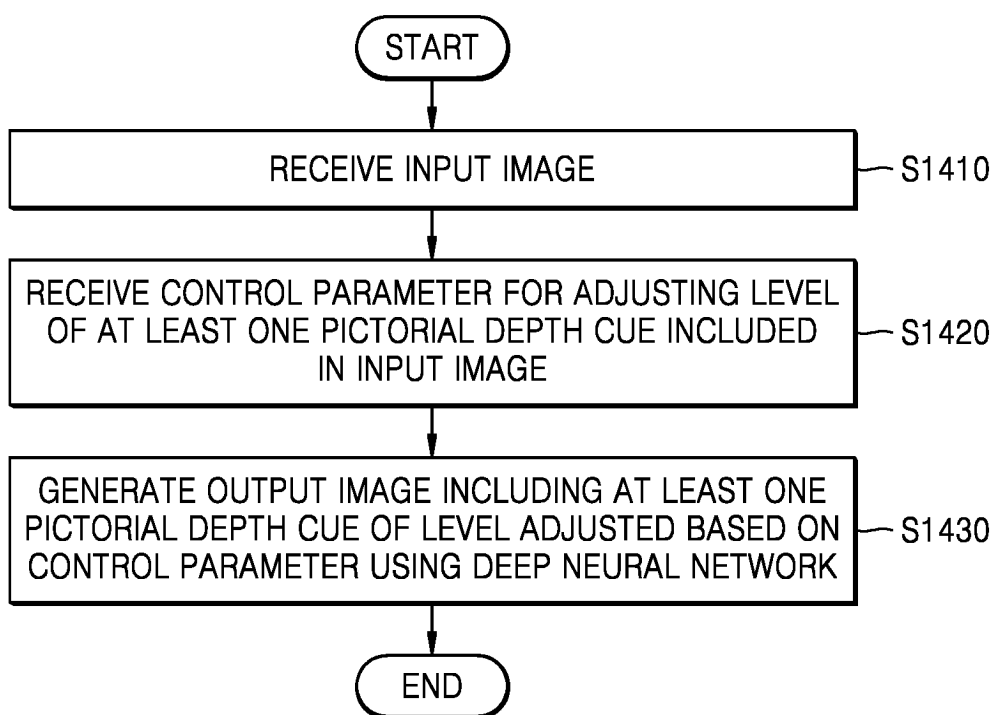 START
RECEIVE INPUT IMAGE
S1410
RECEIVE CONTROL PARAMETER FOR ADJUSTING LEVEL
OF AT LEAST ONE PICTORIAL DEPTH CUE INCLUDED
IN INPUT IMAGE
S1420
GENERATE OUTPUT IMAGE INCLUDING AT LEAST ONE
PICTORIAL DEPTH CUE OF LEVEL ADJUSTED BASED ON
CONTROL PARAMETER USING DEEP NEURAL NETWORK
S1430
END